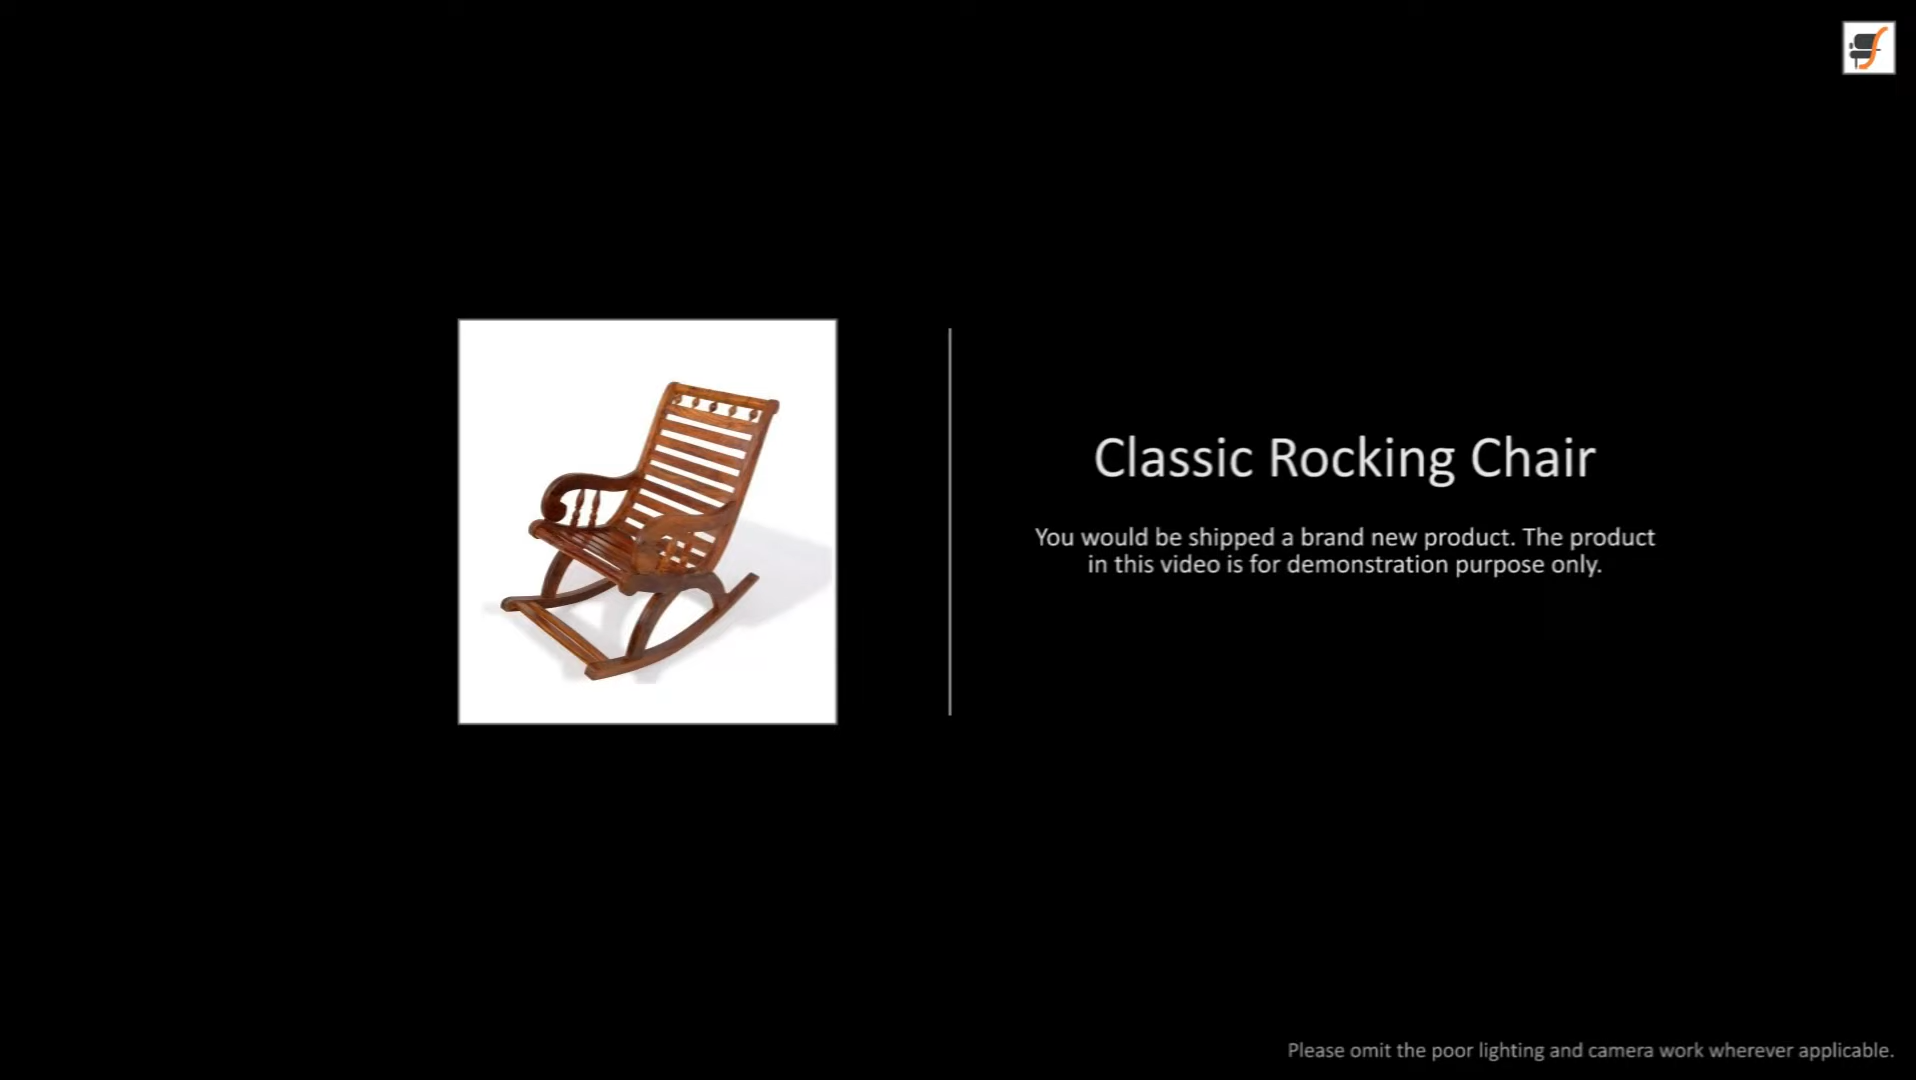 Classic Rocking Chair
You would be shipped a brand new product. The product
in this video is for demonstration purpose only.
Please omit the poor lighting and camera work wherever applicable.